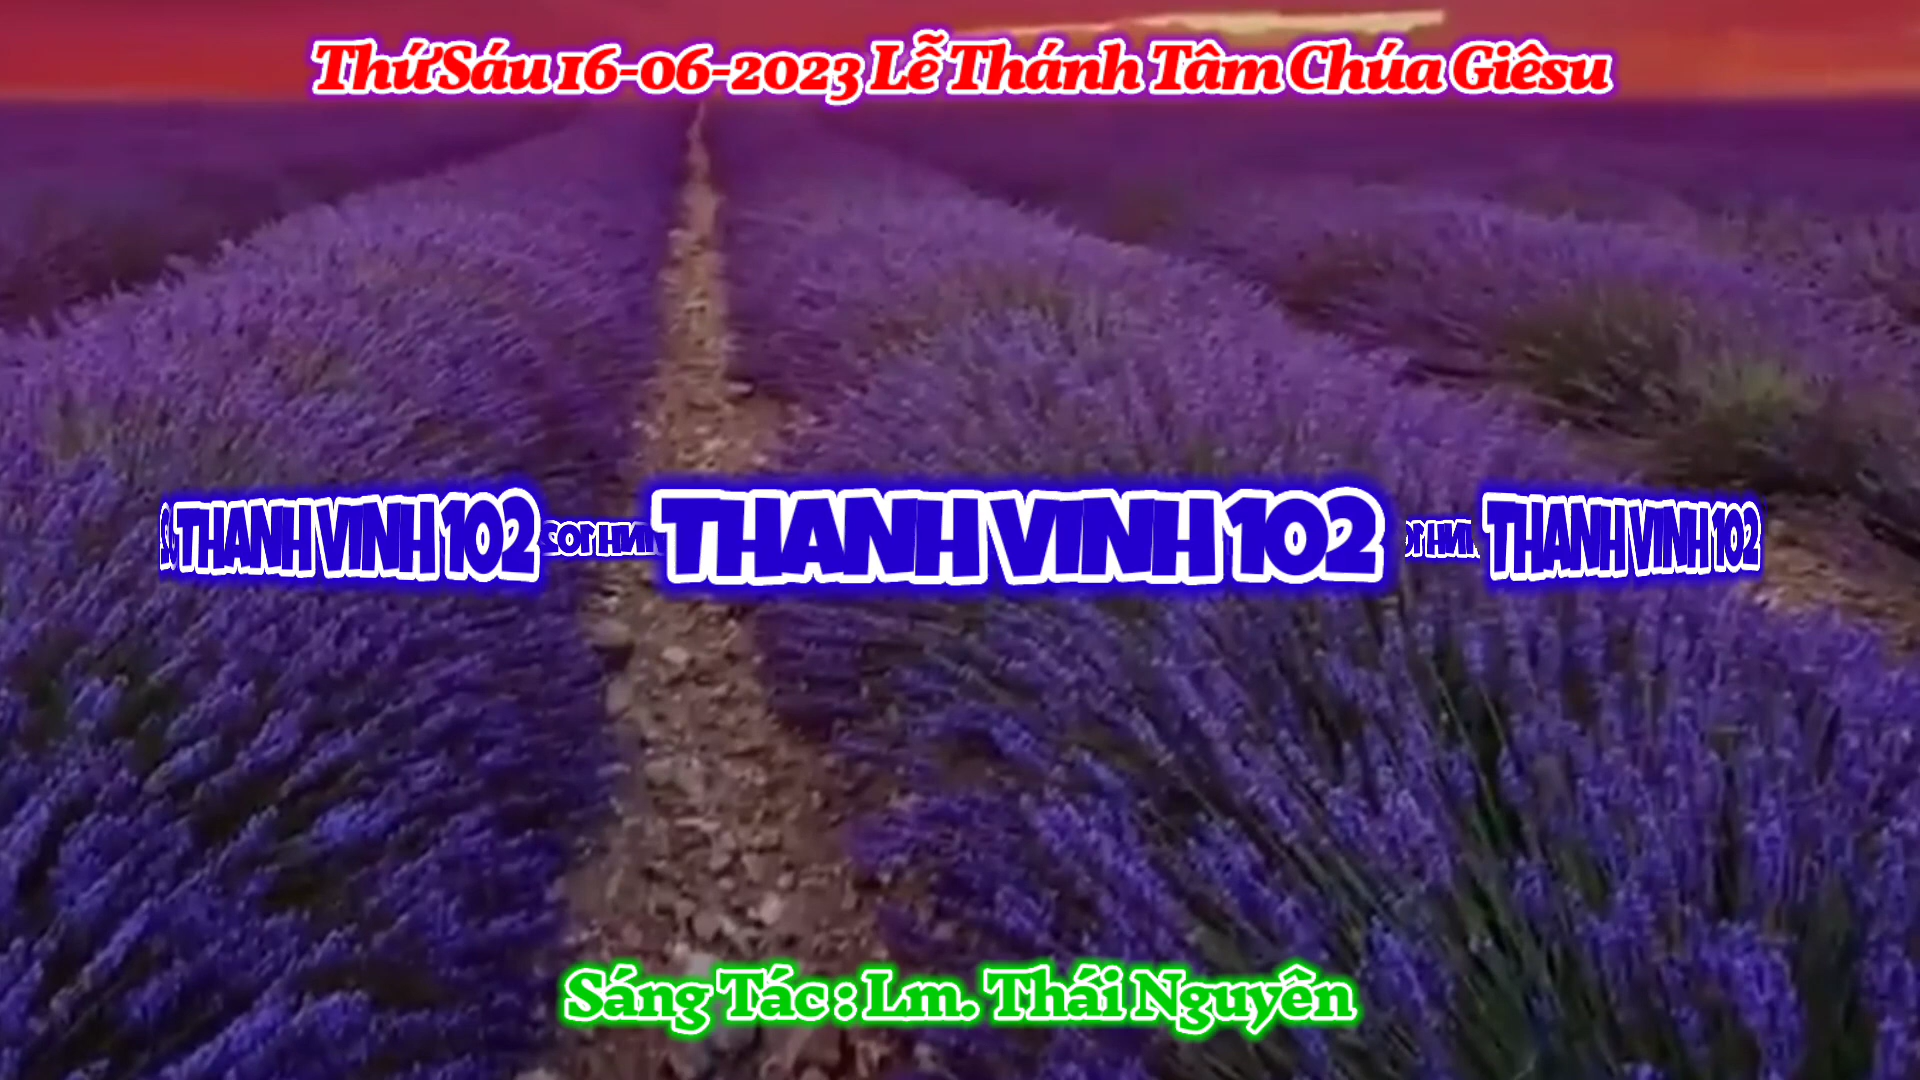 Thứ Sáu 16-06-2023 Lễ Thánh Tâm Chúa Giêsu
THANH VINH 102 THANH VINH 102 THANH VINH 102
Sáng Tác : Lm. Thái Nguyên